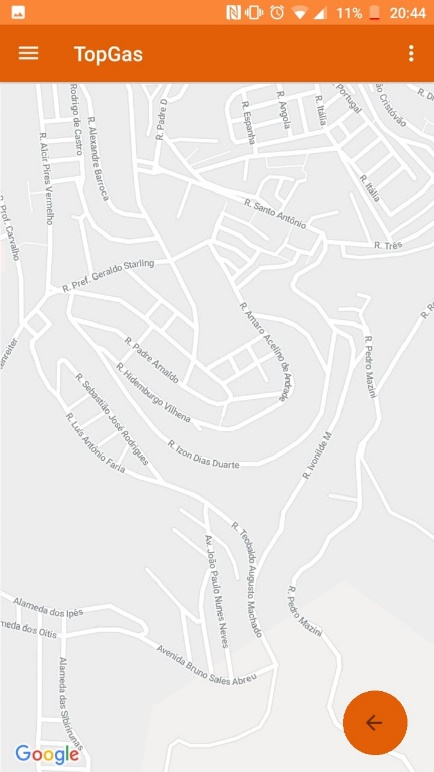 11% 20:44
TopGas
Rodrigo de Castro
R. Alexandre Barroca
R. Padre D
R. Espanha
R. Angola
R. Itália
Portugal
ão Cristóvão
R. D
R. Alcir Pires Vermelho
R. Itália
R. Prof. Carvalho
R. Santo Antônio
R. Três
R. Pref. Geraldo Starling
R. Amaro Acelino de Andrade
R. Padre Arnaldo
R. Hidemburgo Vilhena
R. Pedro Mazini
R. Sebastião José Rodrigues
R. Luís Antônio Faria
R. Izon Dias Duarte
R. Ivonilde M
R. Teobaldo Augusto Machado
Av. João Paulo Nunes Neves
R. Pedro Mazini
Alameda dos Ipês
meda dos Oitis
Avenida Bruno Sales Abreu
Alameda das Sibipirunas
Google